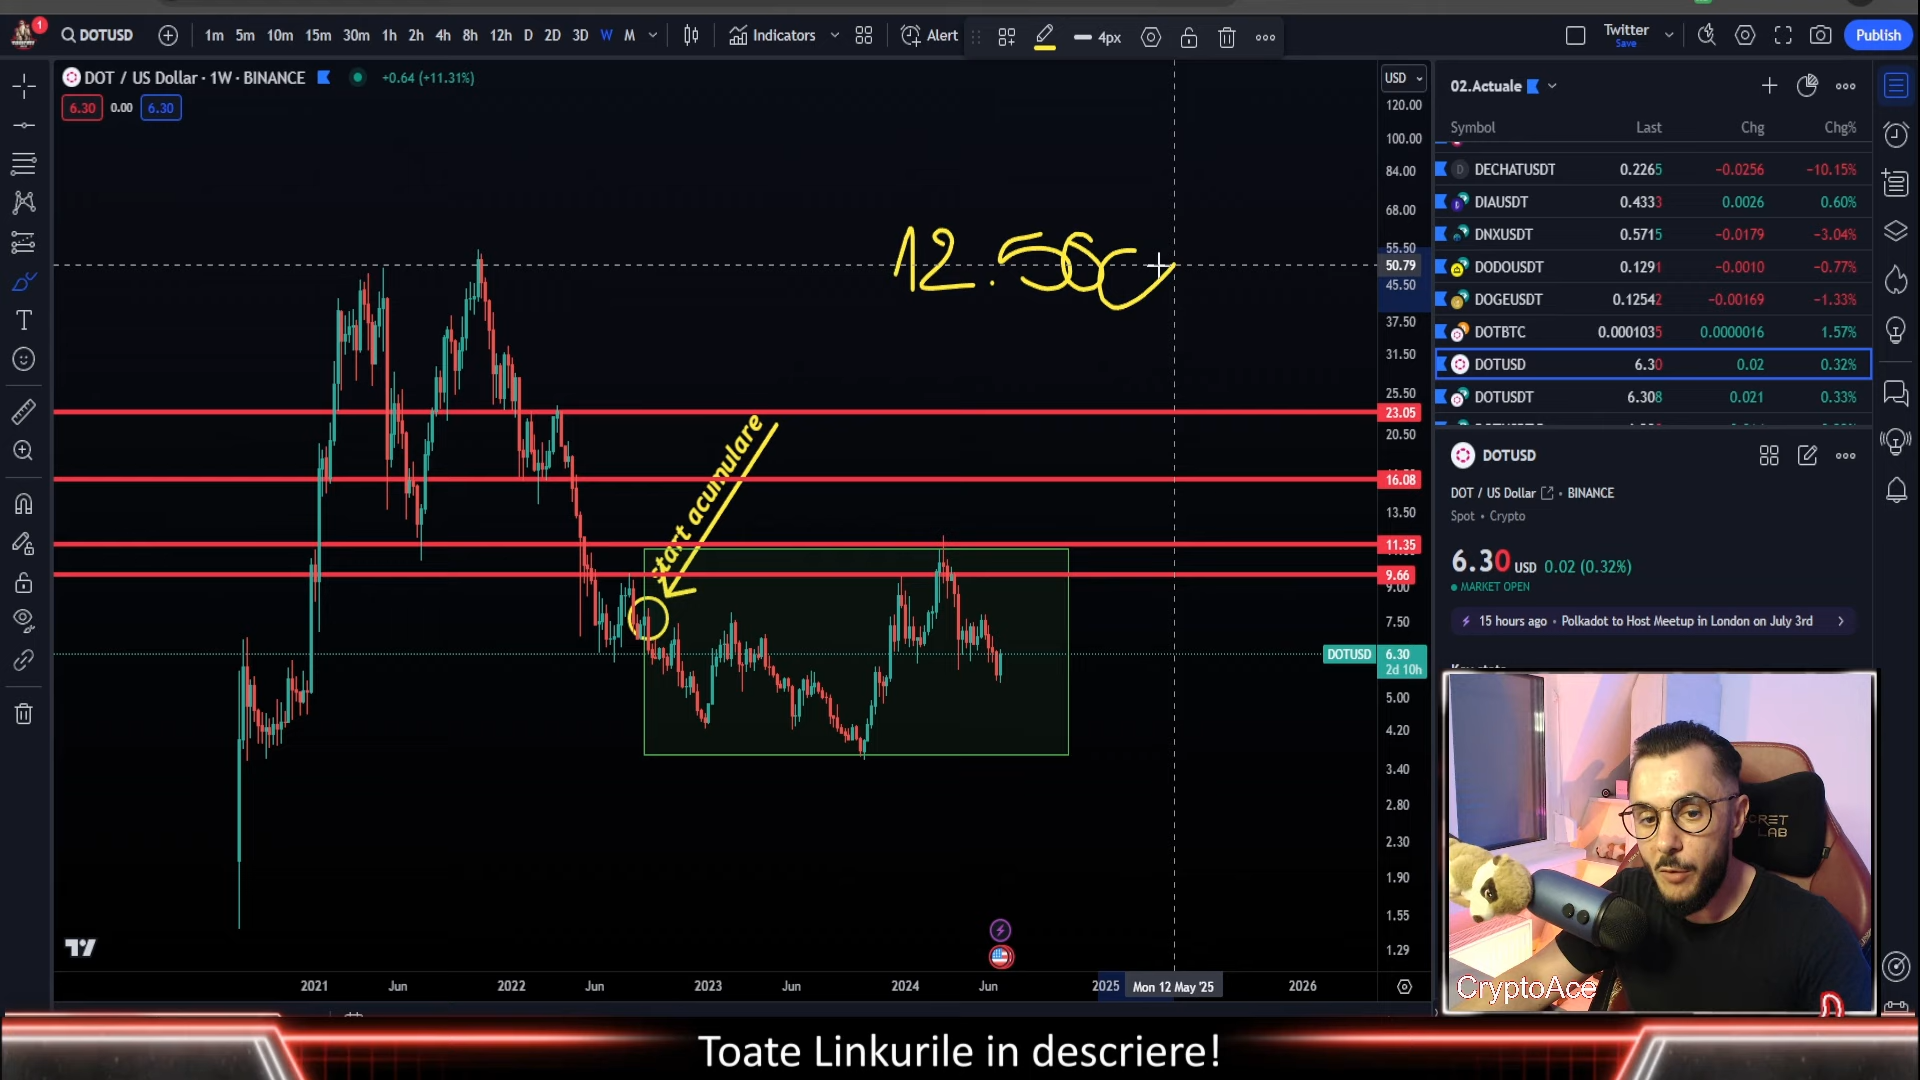 1
DOTUSD
1m 5m 10m 15m 30m 1h 2h 4h 8h 12h D 2D 3D W M
Indicators
Alert
4px
Twitter
Save
Publish
DOT / US Dollar · 1W · BINANCE
+0.64 (+11.31%)
6.30 0.00 6.30
12.500
start acumulare
USD
120.00
100.00
84.00
68.00
55.50
50.79
45.50
37.50
31.50
25.50
23.05
20.50
16.08
13.50
11.35
9.66
9.00
7.50
DOTUSD 6.30
2d 10h
5.00
4.20
3.40
2.80
2.30
1.90
1.55
1.29
2021 Jun 2022 Jun 2023 Jun 2024 Jun 2025 Mon 12 May '25 2026
02.Actuale
Symbol Last Chg Chg%
DECHATUSDT 0.2265 −0.0256 −10.15%
DIAUSDT 0.4333 0.0026 0.60%
DNXUSDT 0.5715 −0.0179 −3.04%
DODOUSDT 0.1291 −0.0010 −0.77%
DOGEUSDT 0.12542 −0.00169 −1.33%
DOTBTC 0.0001035 0.0000016 1.57%
DOTUSD 6.30 0.02 0.32%
DOTUSDT 6.308 0.021 0.33%
DOTUSD
DOT / US Dollar • BINANCE
Spot • Crypto
6.30 USD 0.02 (0.32%)
MARKET OPEN
15 hours ago • Polkadot to Host Meetup in London on July 3rd
CryptoAce
Toate Linkurile in descriere!